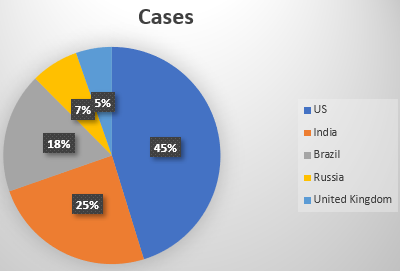 Cases
5%
7%
18%
45%
25%
US
India
Brazil
Russia
United Kingdom